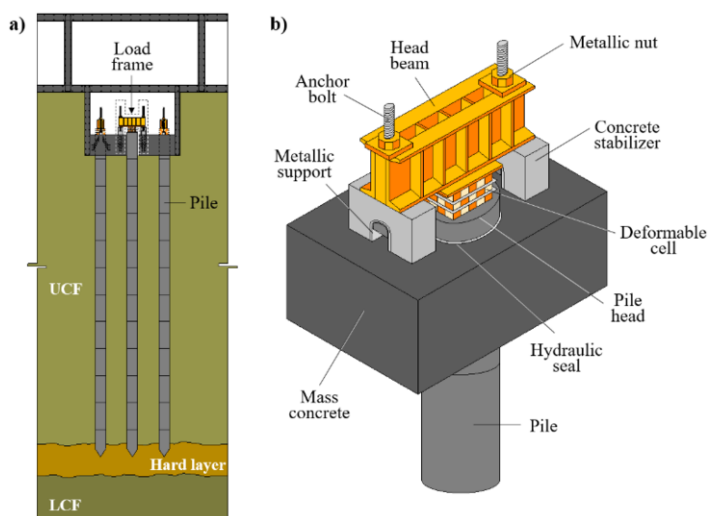 a)
Load
frame
Pile
UCF
Hard layer
LCF
b)
Head
beam
Metallic nut
Anchor
bolt
Concrete
stabilizer
Metallic
support
Deformable
cell
Pile
head
Hydraulic
seal
Mass
concrete
Pile